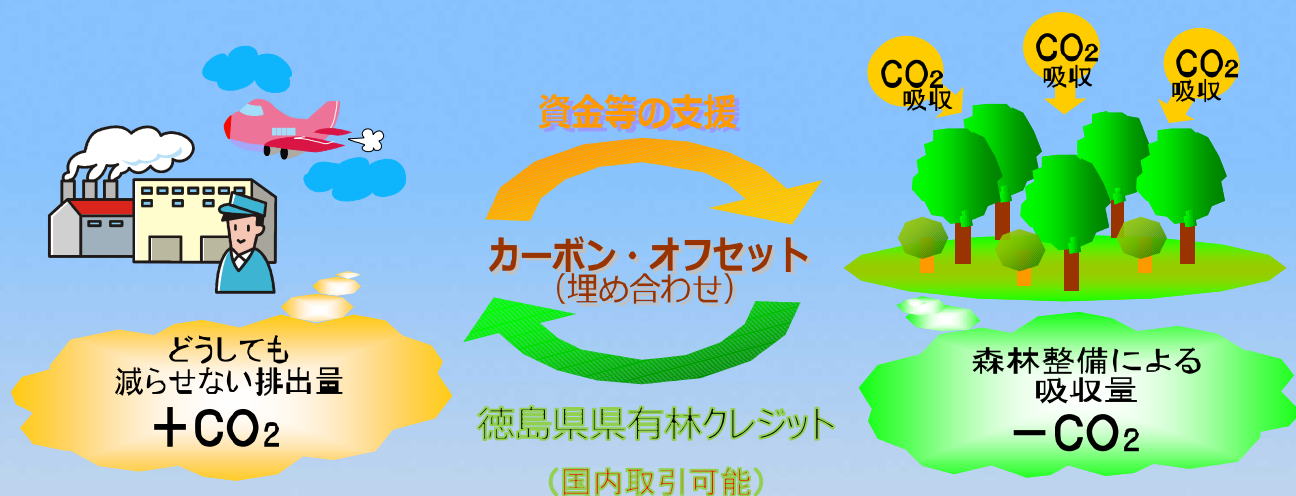 CO2
吸収
CO2
吸収
CO2
吸収
資金等の支援
カーボン・オフセット
（埋め合わせ）
どうしても
減らせない排出量
＋CO2
森林整備による
吸収量
－CO2
徳島県県有林クレジット
（国内取引可能）